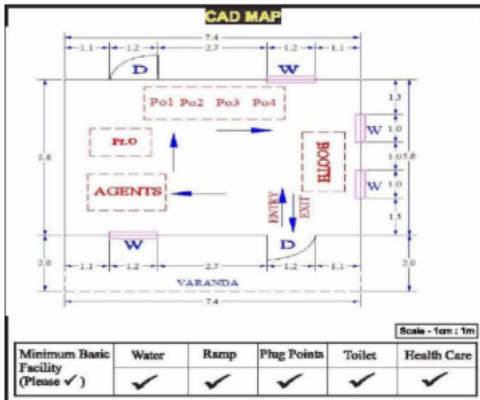 CAD MAP
7.4
1.1 1.2 2.7 1.2 1.1
D W
Po1 Po2 Po3 Po4
1.3
Pr.O
BOOTH
W
1.0
5.6
1.0
5.6
AGENTS
W
1.0
ENTRY
EXIT
1.3
W D
2.0
1.1 1.2 2.7 1.2 1.1
2.0
VARANDA
7.4
Scale - 1cm : 1m
Minimum Basic Facility (Please ✓) Water Ramp Plug Points Toilet Health Care
✓ ✓ ✓ ✓ ✓